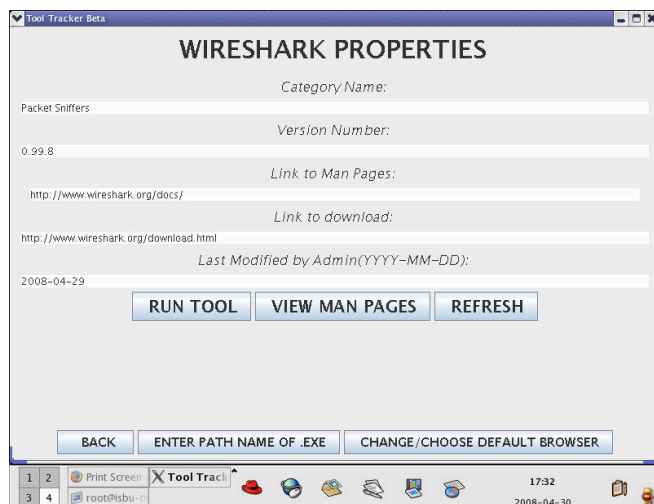 Tool Tracker Beta
WIRESHARK PROPERTIES
Category Name:
Packet Sniffers
Version Number:
0.99.8
Link to Man Pages:
http://www.wireshark.org/docs/
Link to download:
http://www.wireshark.org/download.html
Last Modified by Admin(YYYY-MM-DD):
2008-04-29
RUN TOOL VIEW MAN PAGES REFRESH
BACK ENTER PATH NAME OF .EXE CHANGE/CHOOSE DEFAULT BROWSER
1 2 Print Screen Tool Track 17:32
3 4 root@isbu-t 2008-04-30